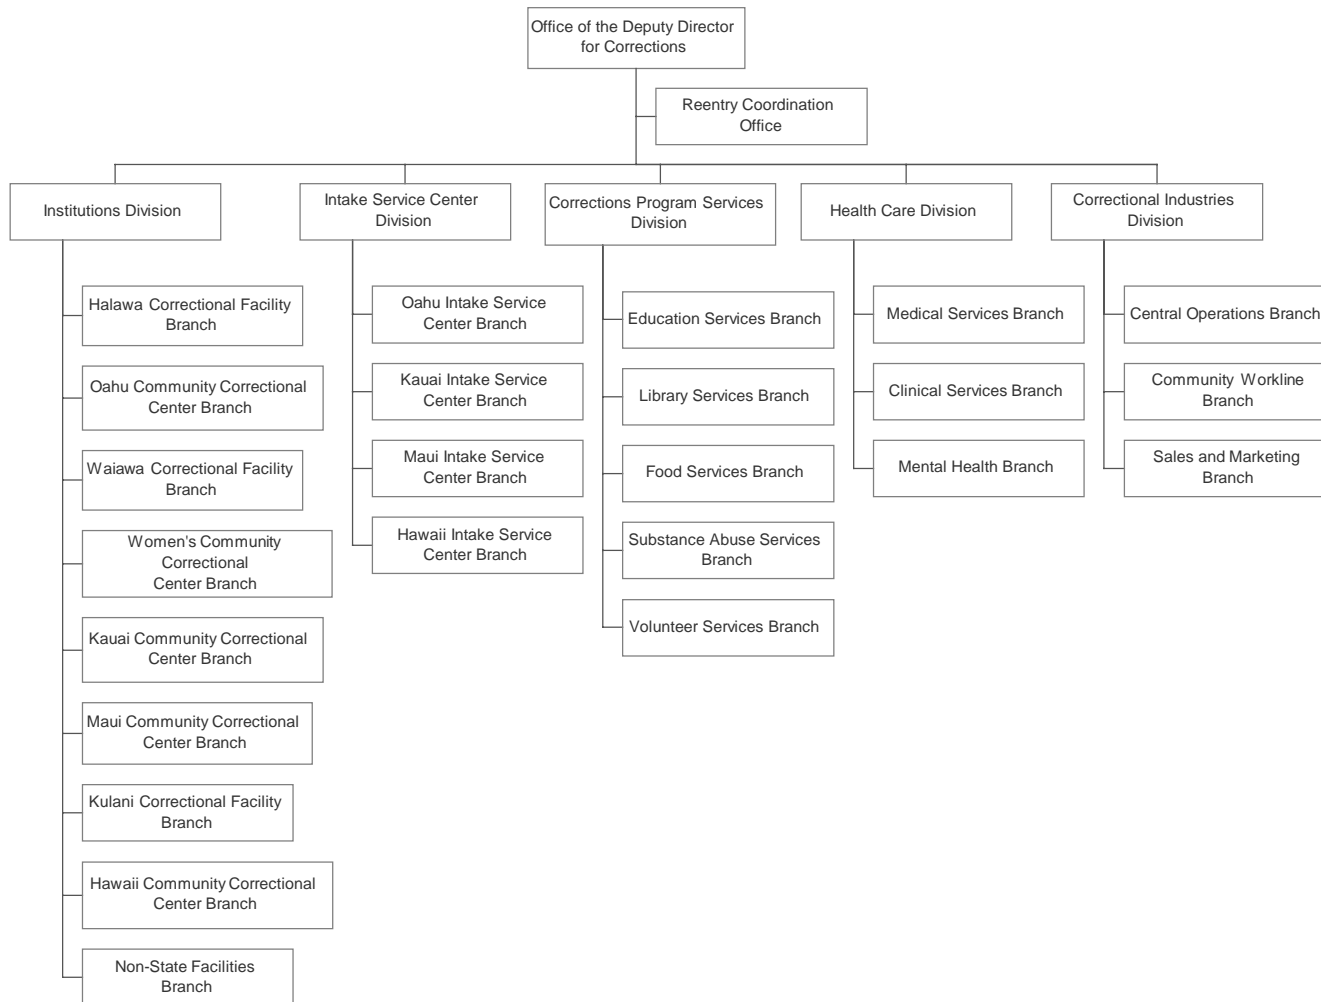 Office of the Deputy Director
for Corrections
Reentry Coordination
Office
Institutions Division
Intake Service Center
Division
Corrections Program Services
Division
Health Care Division
Correctional Industries
Division
Halawa Correctional Facility
Branch
Oahu Community Correctional
Center Branch
Waiawa Correctional Facility
Branch
Women's Community
Correctional
Center Branch
Kauai Community Correctional
Center Branch
Maui Community Correctional
Center Branch
Kulani Correctional Facility
Branch
Hawaii Community Correctional
Center Branch
Non-State Facilities
Branch
Oahu Intake Service
Center Branch
Kauai Intake Service
Center Branch
Maui Intake Service
Center Branch
Hawaii Intake Service
Center Branch
Education Services Branch
Library Services Branch
Food Services Branch
Substance Abuse Services
Branch
Volunteer Services Branch
Medical Services Branch
Clinical Services Branch
Mental Health Branch
Central Operations Branch
Community Workline
Branch
Sales and Marketing
Branch